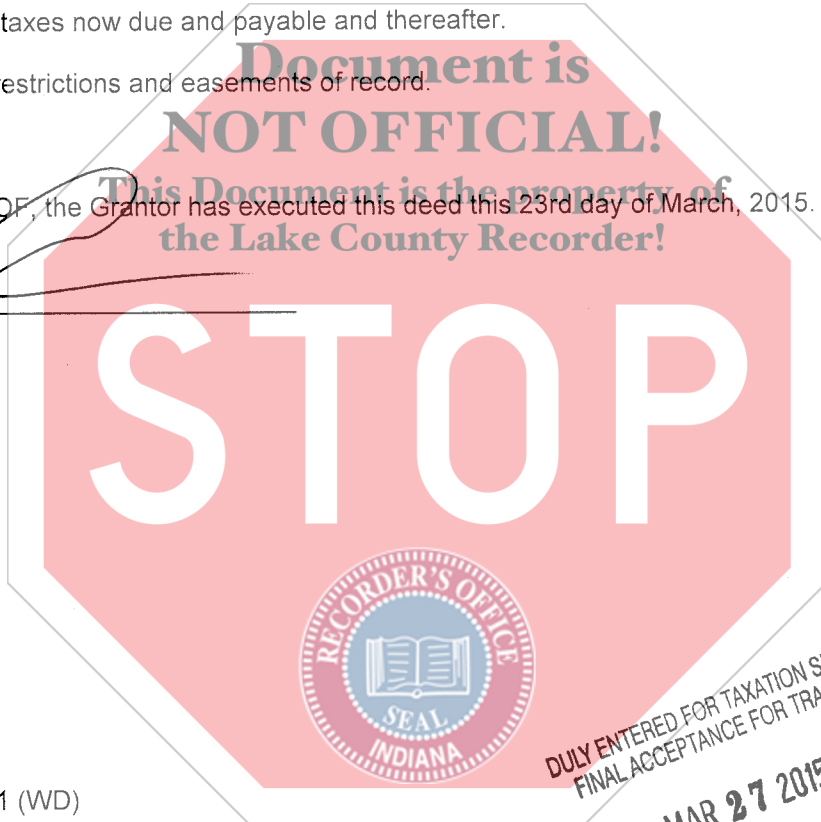 taxes now due and payable and thereafter.
Document is
estrictions and easements of record.
NOT OFFICIAL!
This Document is the property of
OF, the Grantor has executed this deed this 23rd day of March, 2015.
the Lake County Recorder!
STOP
RECORDER'S OFFICE
SEAL
INDIANA
DULY ENTERED FOR TAXATION S
FINAL ACCEPTANCE FOR TRA
1 (WD)
MAR 27 2015